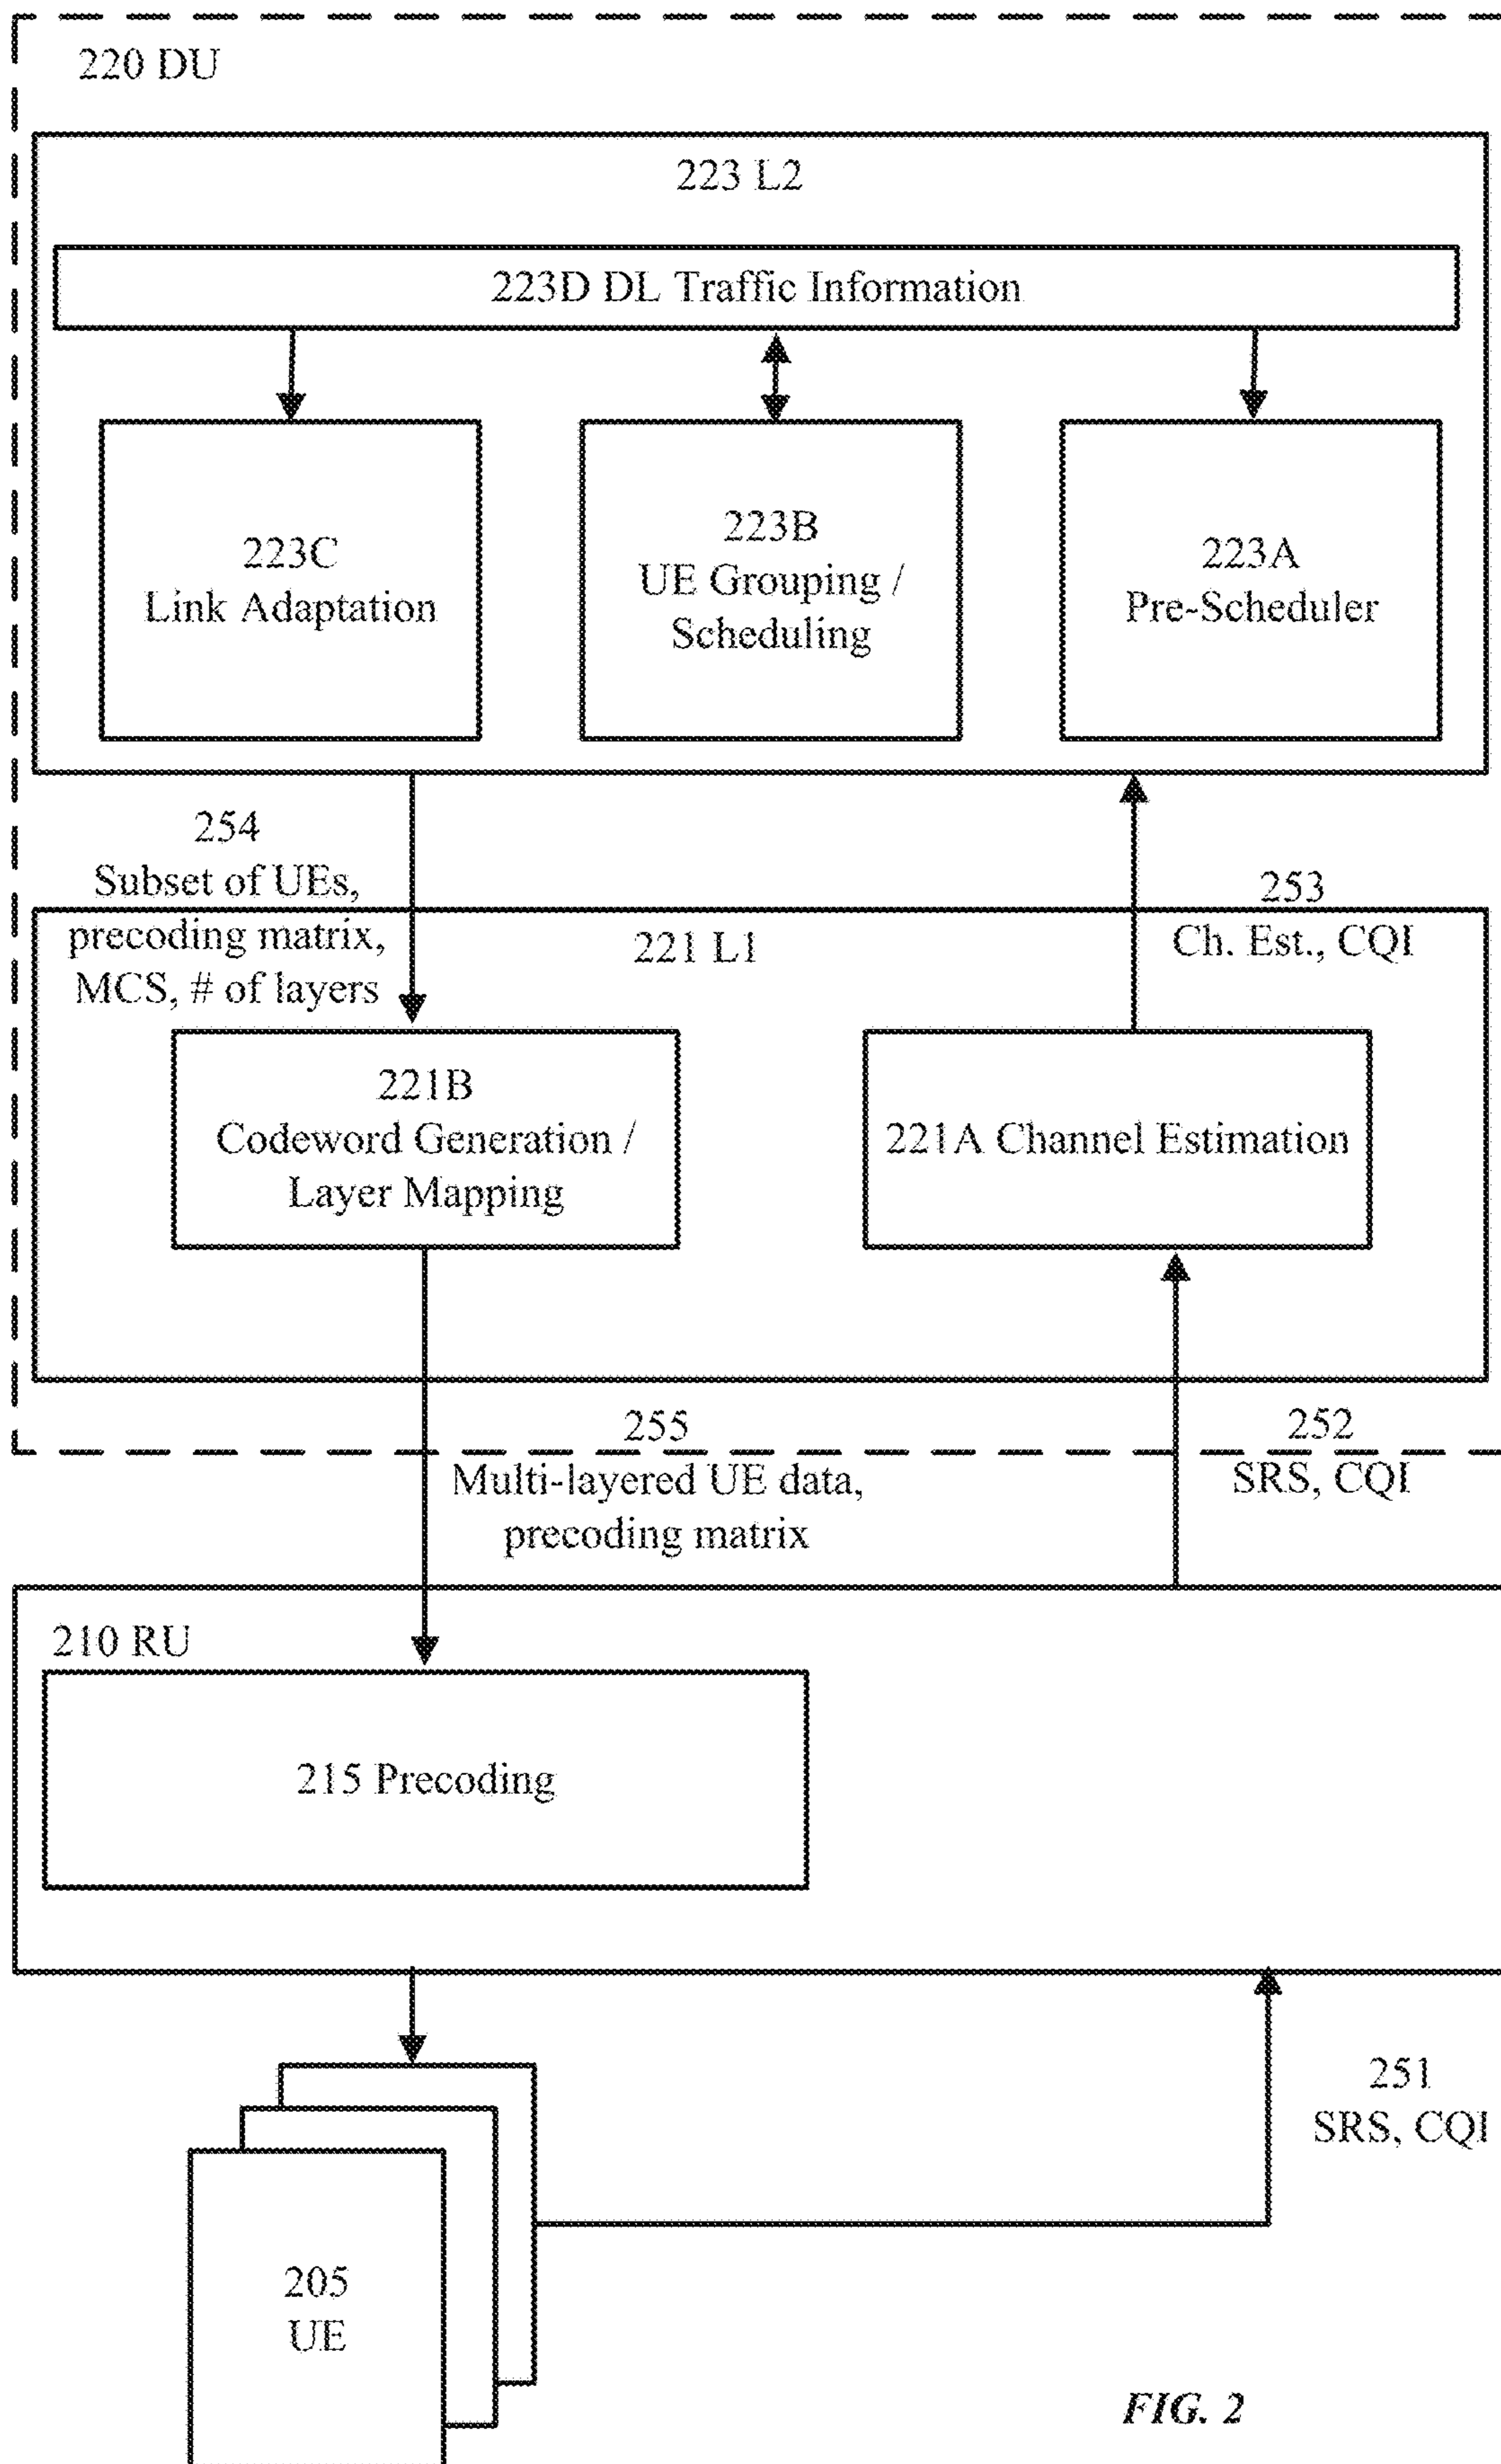 220 DU
223 L2
223D DL Traffic Information
223C
Link Adaptation
223B
UE Grouping /
Scheduling
223A
Pre-Scheduler
254
Subset of UEs,
precoding matrix,
MCS, # of layers
253
Ch. Est., CQI
221 L1
221B
Codeword Generation /
Layer Mapping
221A Channel Estimation
255
Multi-layered UE data,
precoding matrix
252
SRS, CQI
210 RU
215 Precoding
251
SRS, CQI
205
UE
FIG. 2